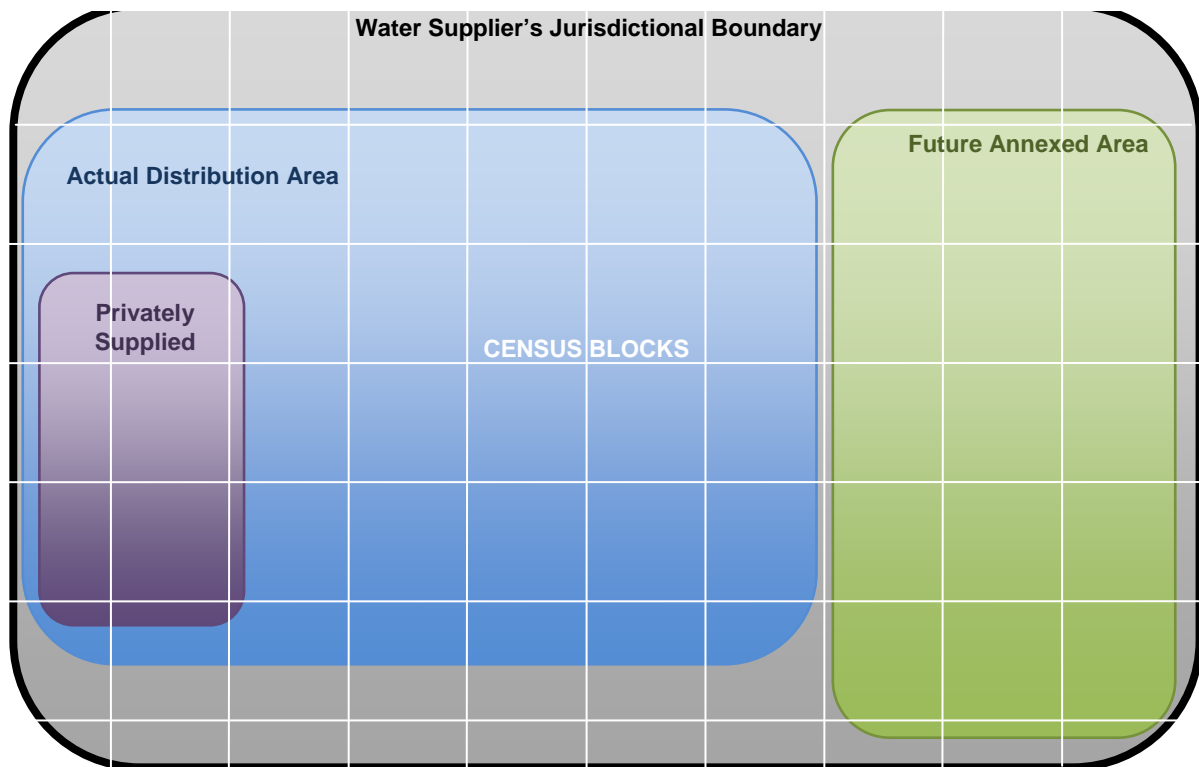 Water Supplier's Jurisdictional Boundary
Future Annexed Area
Actual Distribution Area
Privately
Supplied
CENSUS BLOCKS